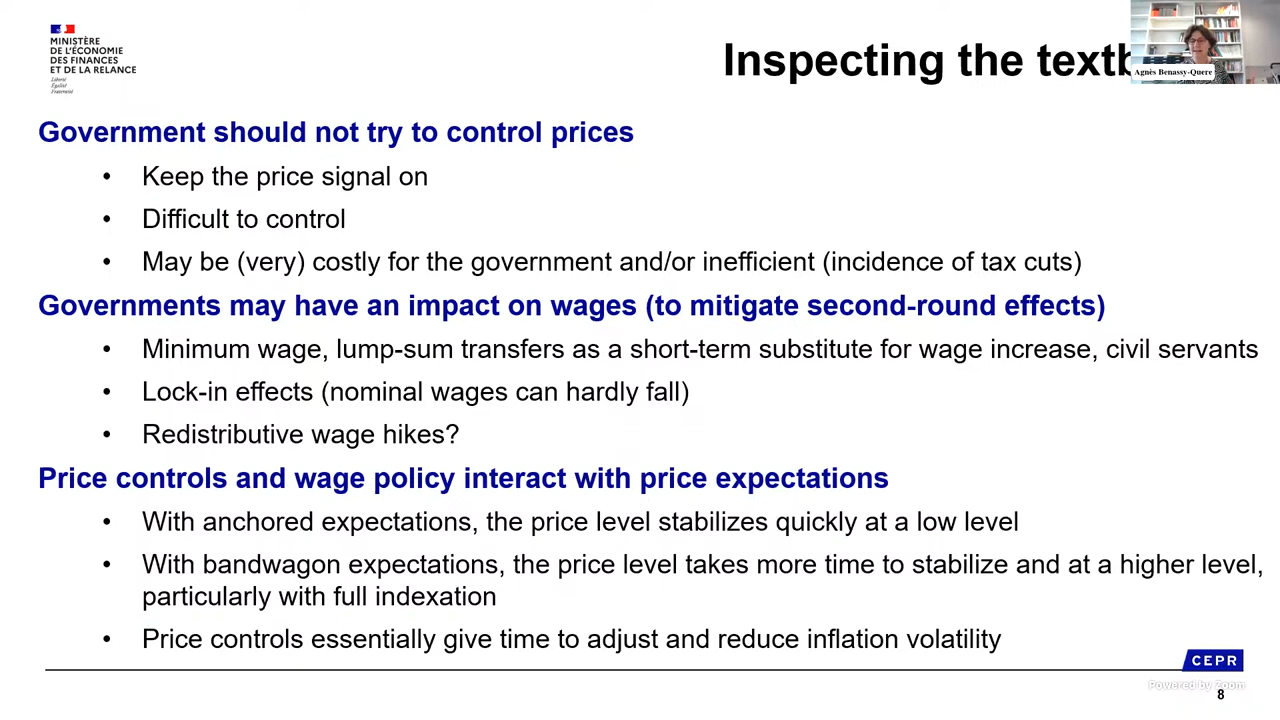 MINISTÈRE
DE L'ÉCONOMIE
DES FINANCES
ET DE LA RELANCE
Liberté
Égalité
Fraternité
Inspecting the textb
Agnès Benassy-Quere
Government should not try to control prices
• Keep the price signal on
• Difficult to control
• May be (very) costly for the government and/or inefficient (incidence of tax cuts)
Governments may have an impact on wages (to mitigate second-round effects)
• Minimum wage, lump-sum transfers as a short-term substitute for wage increase, civil servants
• Lock-in effects (nominal wages can hardly fall)
• Redistributive wage hikes?
Price controls and wage policy interact with price expectations
• With anchored expectations, the price level stabilizes quickly at a low level
• With bandwagon expectations, the price level takes more time to stabilize and at a higher level,
particularly with full indexation
• Price controls essentially give time to adjust and reduce inflation volatility
CEPR
Powered by Zoom
8